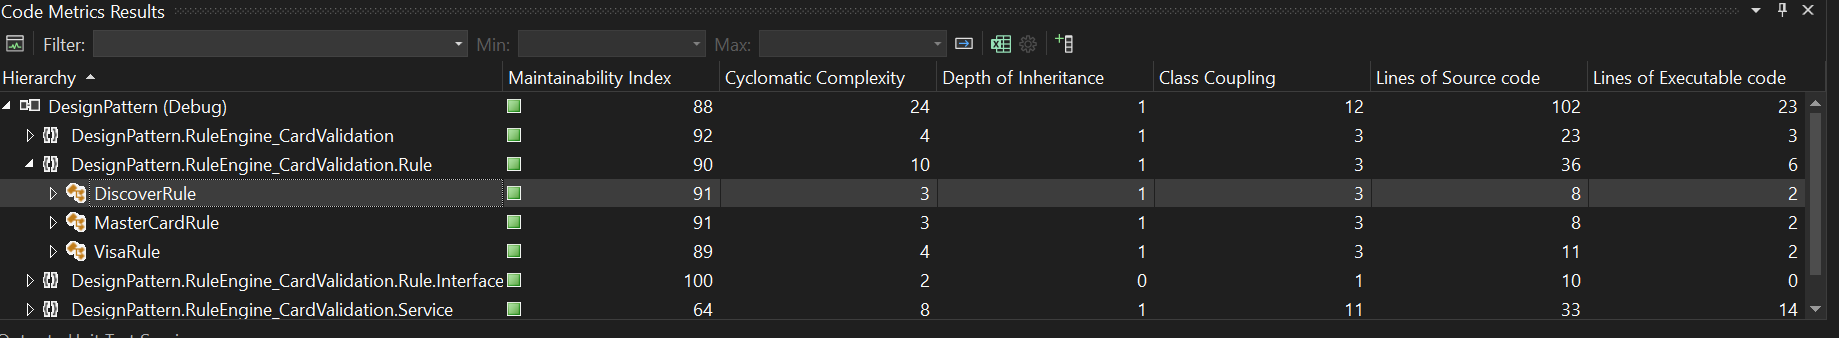 Code Metrics Results
Filter: Min: Max:
Hierarchy Maintainability Index Cyclomatic Complexity Depth of Inheritance Class Coupling Lines of Source code Lines of Executable code
DesignPattern (Debug) 88 24 1 12 102 23
DesignPattern.RuleEngine_CardValidation 92 4 1 3 23 3
DesignPattern.RuleEngine_CardValidation.Rule 90 10 1 3 36 6
DiscoverRule 91 3 1 3 8 2
MasterCardRule 91 3 1 3 8 2
VisaRule 89 4 1 3 11 2
DesignPattern.RuleEngine_CardValidation.Rule.Interface 100 2 0 1 10 0
DesignPattern.RuleEngine_CardValidation.Service 64 8 1 11 33 14